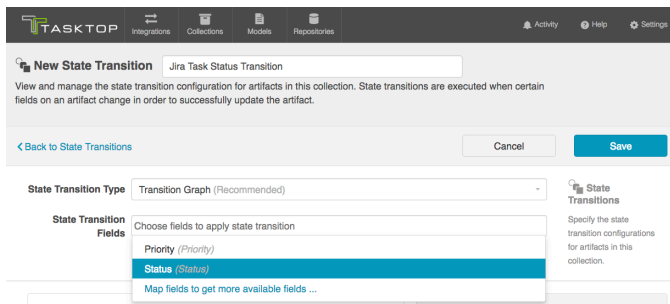 TASKTOP
Integrations
Collections
Models
Repositories
Activity
Help
Settings
New State Transition
Jira Task Status Transition
View and manage the state transition configuration for artifacts in this collection. State transitions are executed when certain
fields on an artifact change in order to successfully update the artifact.
Back to State Transitions
Cancel
Save
State Transition Type
Transition Graph (Recommended)
State Transition
Fields
Choose fields to apply state transition
Priority (Priority)
Status (Status)
Map fields to get more available fields ...
State
Transitions
Specify the state
transition configurations
for artifacts in this
collection.